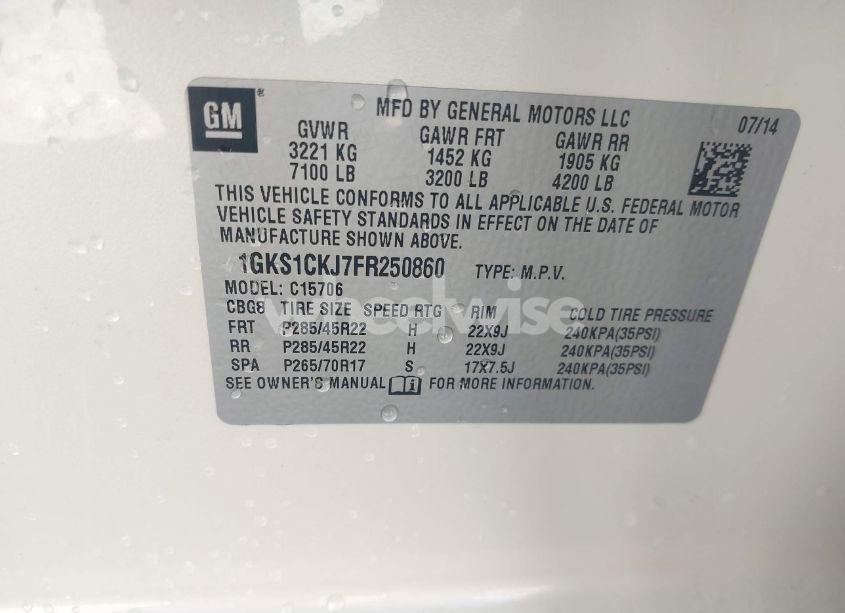 GM ®
MFD BY GENERAL MOTORS LLC
07/14
GVWR GAWR FRT GAWR RR
3221 KG 1452 KG 1905 KG
7100 LB 3200 LB 4200 LB
THIS VEHICLE CONFORMS TO ALL APPLICABLE U.S. FEDERAL MOTOR
VEHICLE SAFETY STANDARDS IN EFFECT ON THE DATE OF
MANUFACTURE SHOWN ABOVE.
1GKS1CKJ7FR250860 TYPE: M.P.V.
MODEL: C15706
CBG8 TIRE SIZE SPEED RTG RIM COLD TIRE PRESSURE
FRT P285/45R22 H 22X9J 240KPA(35PSI)
RR P285/45R22 H 22X9J 240KPA(35PSI)
SPA P265/70R17 S 17X7.5J 240KPA(35PSI)
SEE OWNER'S MANUAL i FOR MORE INFORMATION.
wheelwise